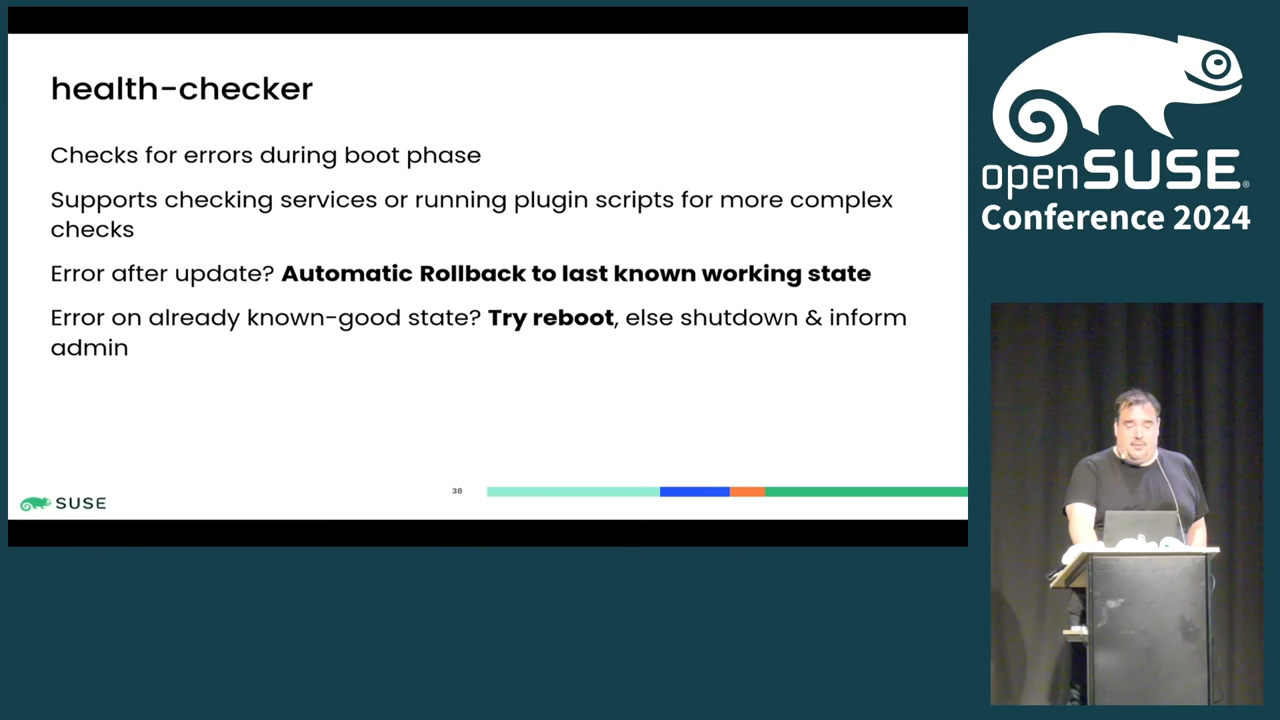 health-checker
Checks for errors during boot phase
Supports checking services or running plugin scripts for more complex
checks
Error after update? Automatic Rollback to last known working state
Error on already known-good state? Try reboot, else shutdown & inform
admin
38
SUSE
openSUSE®
Conference 2024